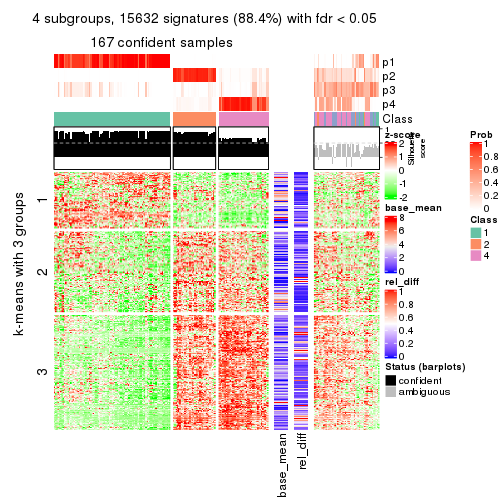 4 subgroups, 15632 signatures (88.4%) with fdr < 0.05
167 confident samples
p1
p2
p3
p4
Class
1
Silhouette
score
z-score
2
1
0
-1
-2
Prob
1
0.8
0.6
0.4
0.2
0
Class
1
2
4
base_mean
8
6
4
2
0
rel_diff
1
0.8
0.6
0.4
0.2
0
Status (barplots)
confident
ambiguous
k-means with 3 groups
1
2
3
base_mean
rel_diff